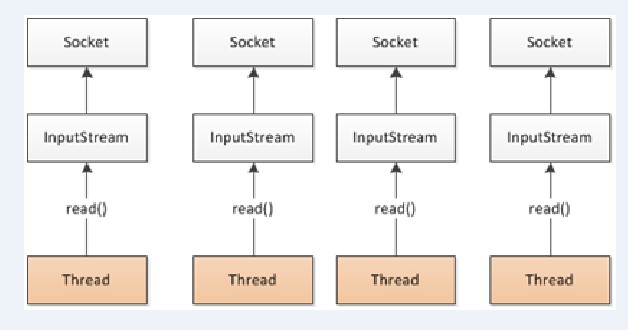 Socket Socket Socket Socket
InputStream InputStream InputStream InputStream
read() read() read() read()
Thread Thread Thread Thread